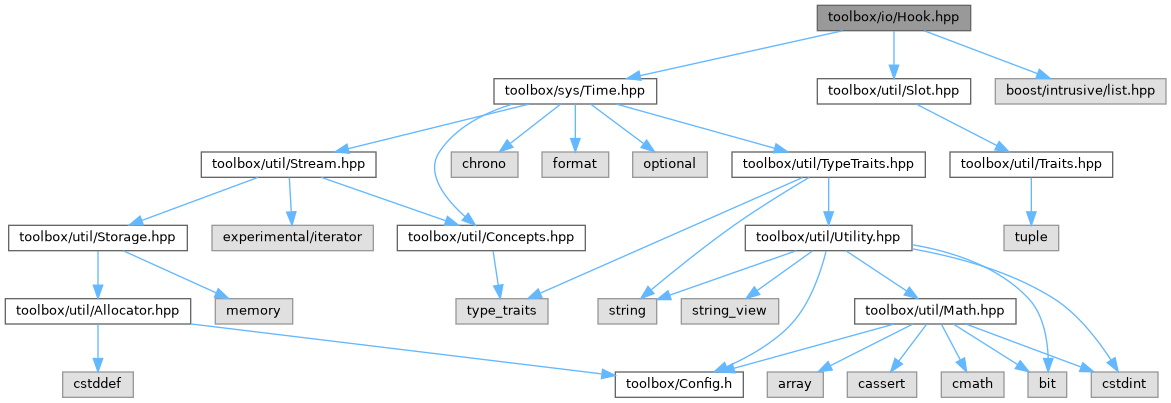 toolbox/io/Hook.hpp
toolbox/sys/Time.hpp
toolbox/util/Slot.hpp
boost/intrusive/list.hpp
toolbox/util/Stream.hpp
chrono
format
optional
toolbox/util/TypeTraits.hpp
toolbox/util/Traits.hpp
toolbox/util/Storage.hpp
experimental/iterator
toolbox/util/Concepts.hpp
toolbox/util/Utility.hpp
tuple
toolbox/util/Allocator.hpp
memory
type_traits
string
string_view
toolbox/util/Math.hpp
cstddef
toolbox/Config.h
array
cassert
cmath
bit
cstdint